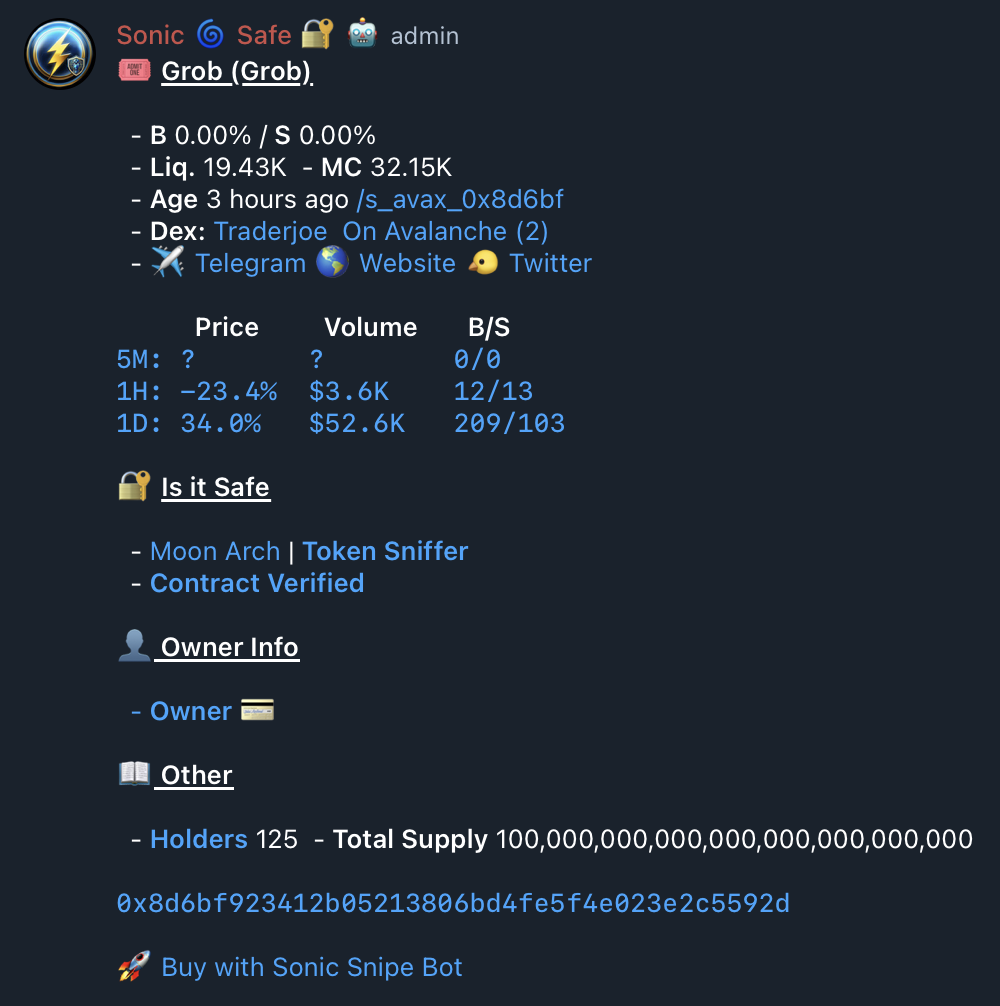 Sonic 🌀 Safe 🔐 🤖 admin
🎟 Grob (Grob)
- B 0.00% / S 0.00%
- Liq. 19.43K - MC 32.15K
- Age 3 hours ago /s_avax_0x8d6bf
- Dex: Traderjoe On Avalanche (2)
- ✈️ Telegram 🌎 Website 🐤 Twitter
Price Volume B/S
5M: ? ? 0/0
1H: −23.4% $3.6K 12/13
1D: 34.0% $52.6K 209/103
🔐 Is it Safe
- Moon Arch | Token Sniffer
- Contract Verified
👤 Owner Info
- Owner 💳
📖 Other
- Holders 125 - Total Supply 100,000,000,000,000,000,000,000,000
0x8d6bf923412b05213806bd4fe5f4e023e2c5592d
🚀 Buy with Sonic Snipe Bot